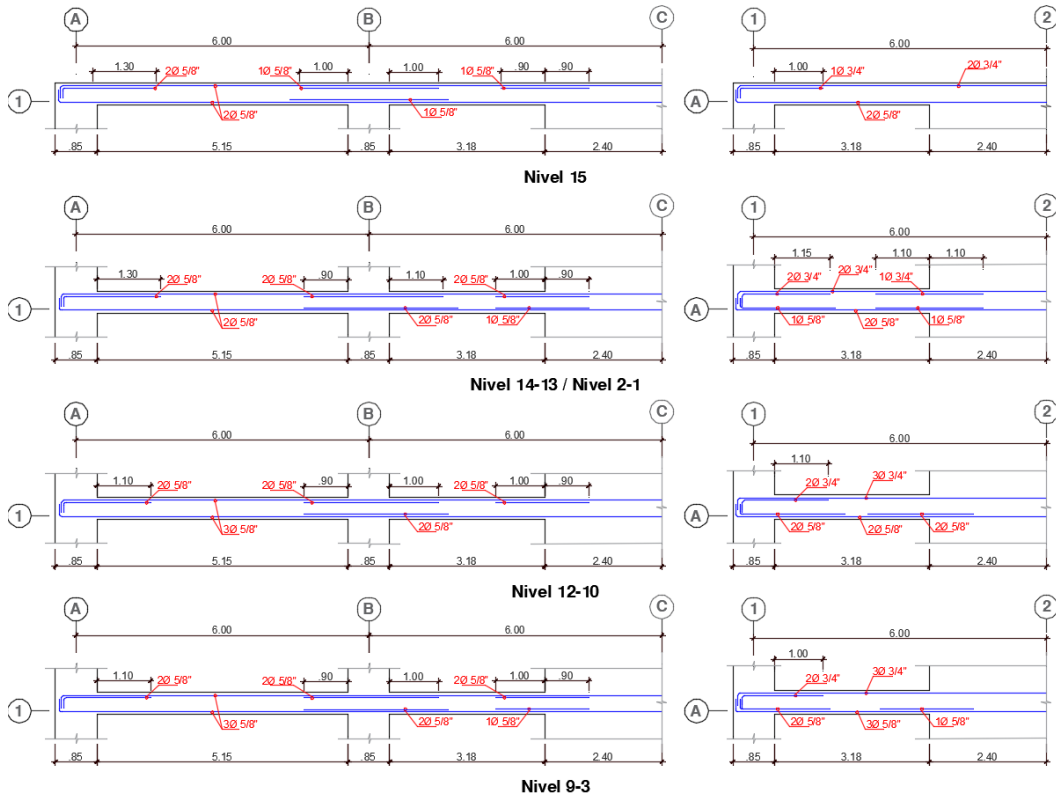 A B C 1 2
6.00 6.00 6.00
1.30 2Ø 5/8" 1Ø 5/8" 1.00 1.00 1Ø 5/8" .90 .90 1.00 1Ø 3/4" 2Ø 3/4"
1 A
2Ø 5/8" 1Ø 5/8" 2Ø 5/8"
.85 5.15 .85 3.18 2.40 .85 3.18 2.40
Nivel 15
A B C 1 2
6.00 6.00 6.00
1.30 2Ø 5/8" 2Ø 5/8" .90 1.10 2Ø 5/8" 1.00 .90 1.15 1.10 1.10
2Ø 3/4" 2Ø 3/4" 1Ø 3/4"
1 A
2Ø 5/8" 2Ø 5/8" 1Ø 5/8" 1Ø 5/8" 2Ø 5/8" 1Ø 5/8"
.85 5.15 .85 3.18 2.40 .85 3.18 2.40
Nivel 14-13 / Nivel 2-1
A B C 1 2
6.00 6.00 6.00
1.10 2Ø 5/8" 2Ø 5/8" .90 1.00 2Ø 5/8" 1.00 .90 1.10
2Ø 3/4" 3Ø 3/4"
1 A
3Ø 5/8" 2Ø 5/8" 2Ø 5/8" 2Ø 5/8" 2Ø 5/8"
.85 5.15 .85 3.18 2.40 .85 3.18 2.40
Nivel 12-10
A B C 1 2
6.00 6.00 6.00
1.10 2Ø 5/8" 2Ø 5/8" .90 1.00 2Ø 5/8" 1.00 .90 1.00
2Ø 3/4" 3Ø 3/4"
1 A
3Ø 5/8" 2Ø 5/8" 1Ø 5/8" 2Ø 5/8" 3Ø 5/8" 1Ø 5/8"
.85 5.15 .85 3.18 2.40 .85 3.18 2.40
Nivel 9-3